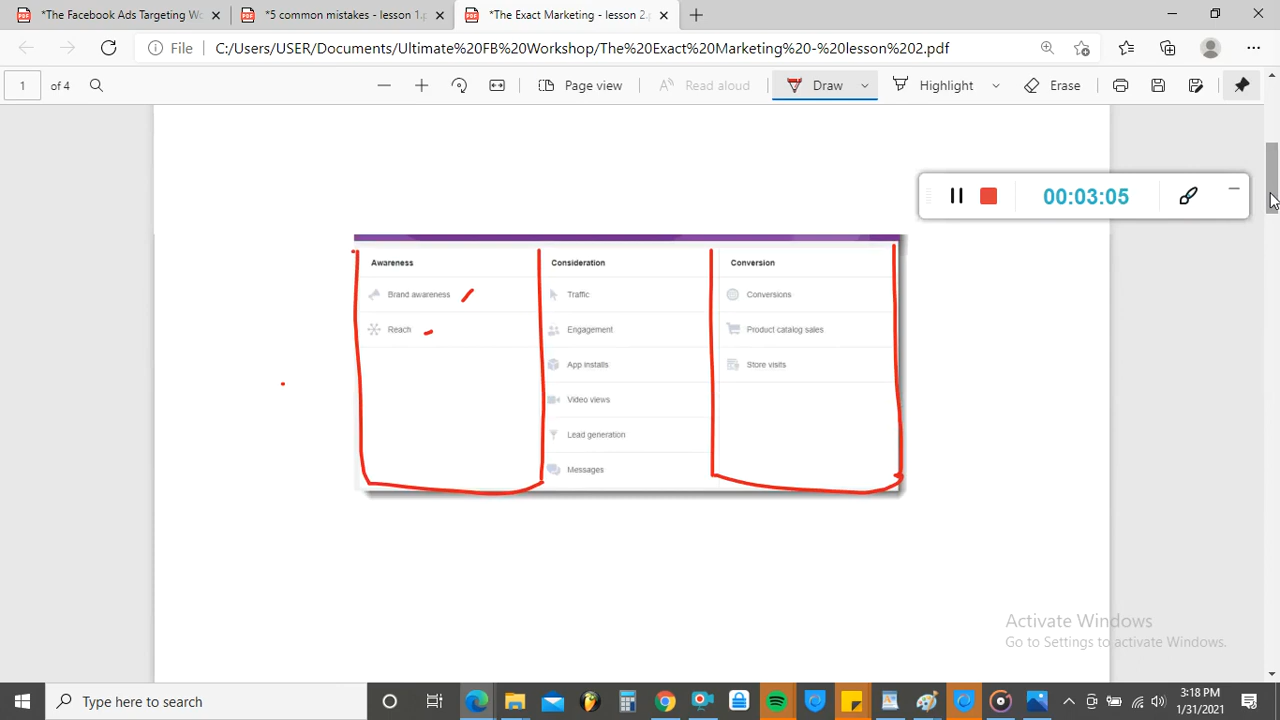 *The Facebook Ads Targeting Wo
*5 common mistakes - lesson 1.p
*The Exact Marketing - lesson 2.p
File
C:/Users/USER/Documents/Ultimate%20FB%20Workshop/The%20Exact%20Marketing%20-%20lesson%202.pdf
1 of 4
Page view
Read aloud
Draw
Highlight
Erase
00:03:05
Awareness
Consideration
Conversion
Brand awareness
Traffic
Conversions
Reach
Engagement
Product catalog sales
App installs
Store visits
Video views
Lead generation
Messages
Activate Windows
Go to Settings to activate Windows.
Type here to search
3:18 PM
1/31/2021